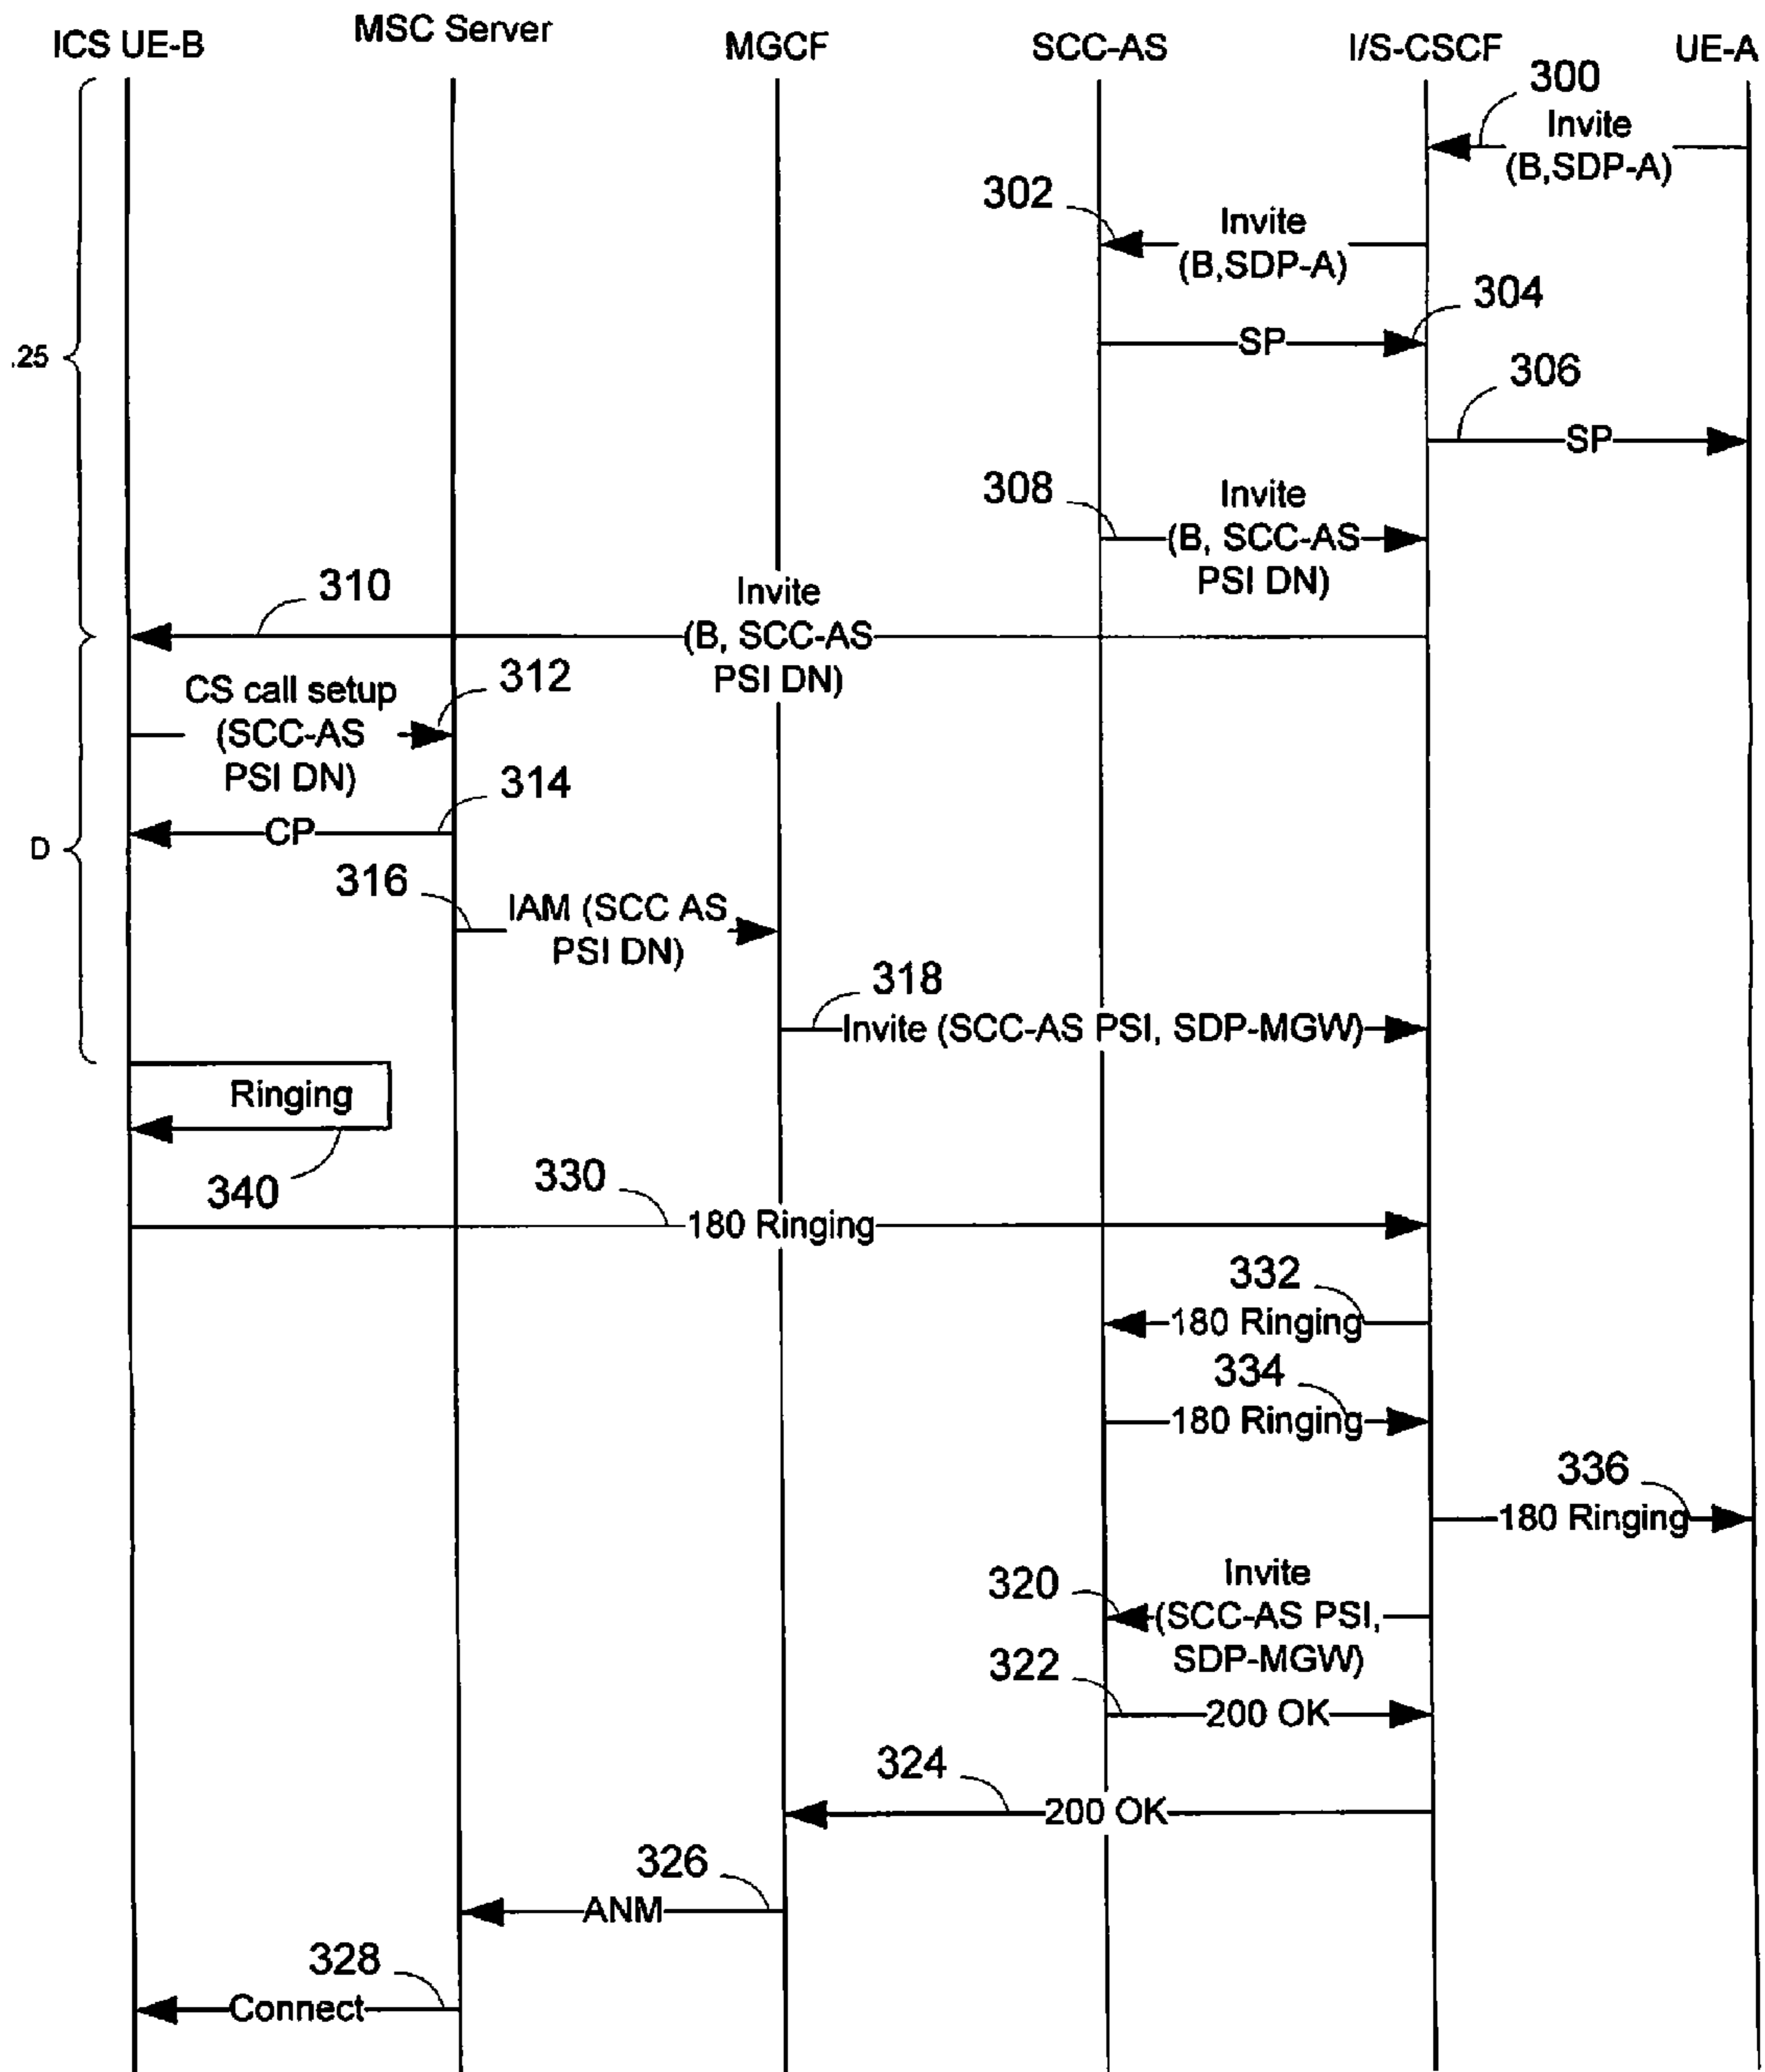 ICS UE-B
MSC Server
MGCF
SCC-AS
I/S-CSCF
UE-A
300
Invite
(B,SDP-A)
302
Invite
(B,SDP-A)
304
SP
.25
306
SP
308
Invite
(B, SCC-AS
PSI DN)
310
Invite
(B, SCC-AS
PSI DN)
CS call setup
(SCC-AS
PSI DN)
312
314
CP
D
316
IAM (SCC AS
PSI DN)
318
Invite (SCC-AS PSI, SDP-MGW)
Ringing
340
330
180 Ringing
332
180 Ringing
334
180 Ringing
336
180 Ringing
320
Invite
(SCC-AS PSI,
SDP-MGW)
322
200 OK
324
200 OK
326
ANM
328
Connect